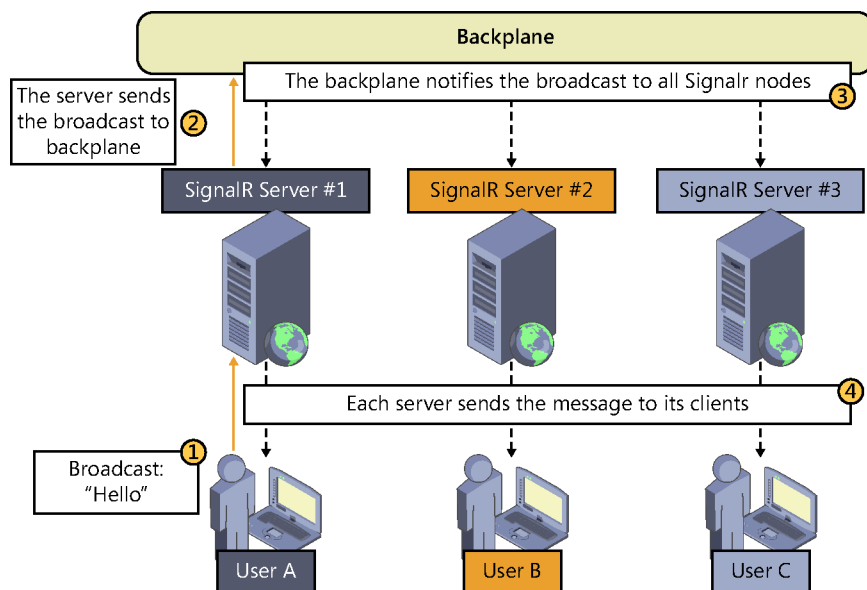 Backplane
The backplane notifies the broadcast to all Signalr nodes
3
The server sends
the broadcast to
backplane
2
SignalR Server #1
SignalR Server #2
SignalR Server #3
Each server sends the message to its clients
4
1
Broadcast:
“Hello”
User A
User B
User C